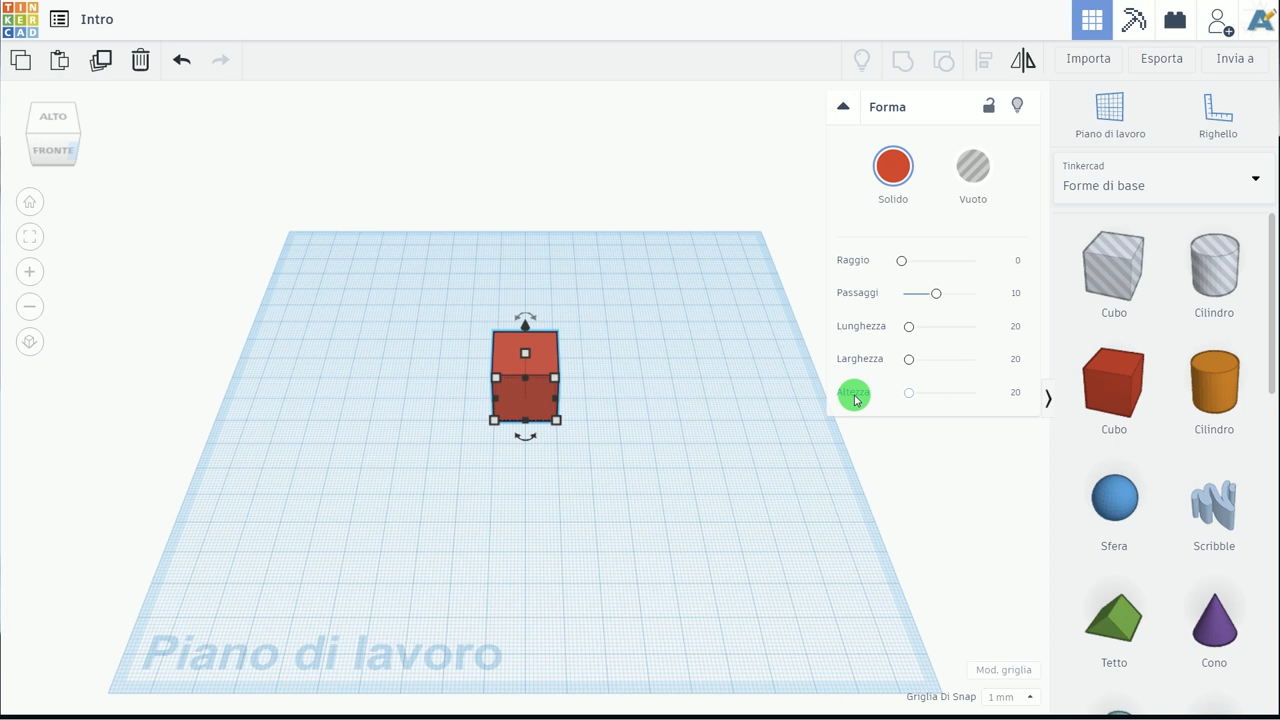 TIN
KER
CAD
Intro
Importa
Esporta
Invia a
ALTO
FRONTE
Forma
Solido
Vuoto
Raggio 0
Passaggi 10
Lunghezza 20
Larghezza 20
Altezza 20
Piano di lavoro
Righello
Tinkercad
Forme di base
Cubo
Cilindro
Cubo
Cilindro
Sfera
Scribble
Tetto
Cono
Piano di lavoro
Mod. griglia
Griglia Di Snap 1 mm